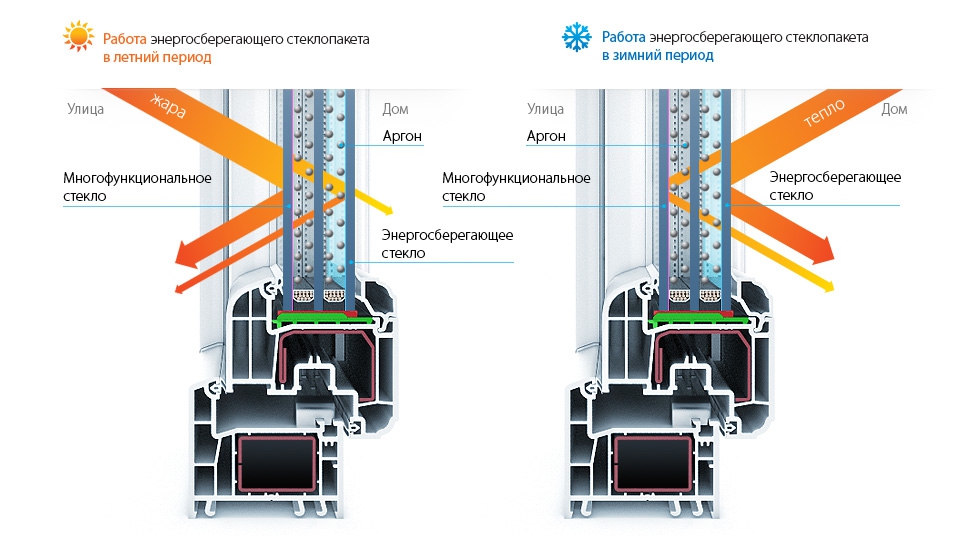 Работа энергосберегающего стеклопакета
в летний период
Улица
жара
Дом
Аргон
Многофункциональное
стекло
Энергосберегающее
стекло
Работа энергосберегающего стеклопакета
в зимний период
Улица
тепло
Дом
Аргон
Многофункциональное
стекло
Энергосберегающее
стекло